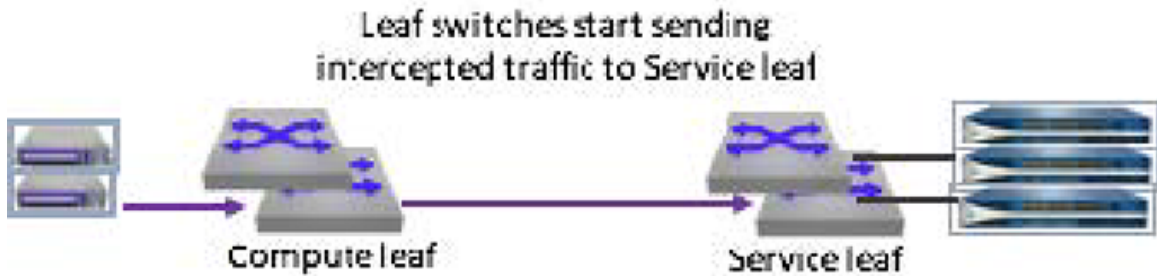 Leaf switches start sending
intercepted traffic to Service leaf
Compute leaf
Service leaf